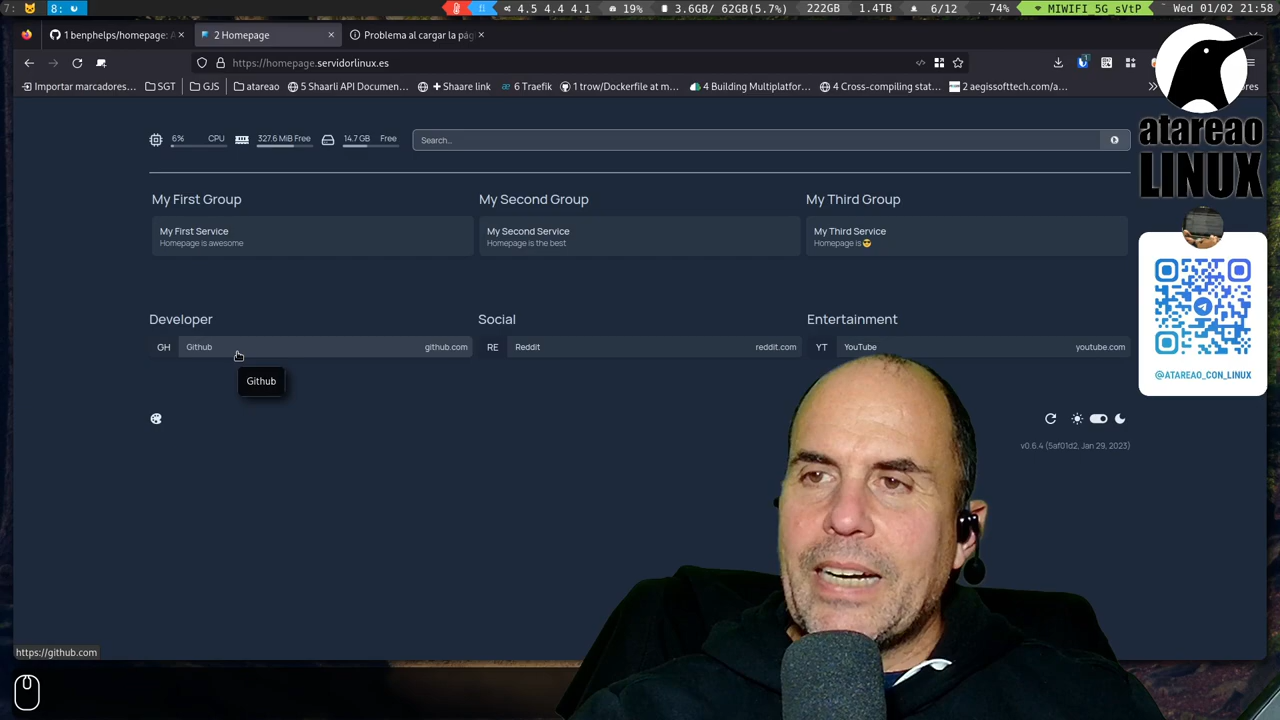 7: 8: 4.5 4.4 4.1 19% 3.6GB/ 62GB(5.7%) 222GB 1.4TB 6/12 74% MIWIFI 5G sVtP Wed 01/02 21:58
1 benphelps/homepage: A × 2 Homepage × Problema al cargar la pág ×
https://homepage.servidorlinux.es
Importar marcadores… SGT GJS atareao 5 Shaarli API Documen… + Shaare link 6 Traefik 1 trow/Dockerfile at m… 4 Building Multiplatfor… 4 Cross-compiling stat… 2 aegissofttech.com/a…
6% CPU 327.6 MiB Free 14.7 GB Free Search…
atareao
LINUX
My First Group My Second Group My Third Group
My First Service My Second Service My Third Service
Homepage is awesome Homepage is the best Homepage is 😎
Developer Social Entertainment
GH Github github.com RE Reddit reddit.com YT YouTube youtube.com
@ATAREAO_CON_LINUX
Github
v0.6.4 (5af01d2, Jan 29, 2023)
https://github.com